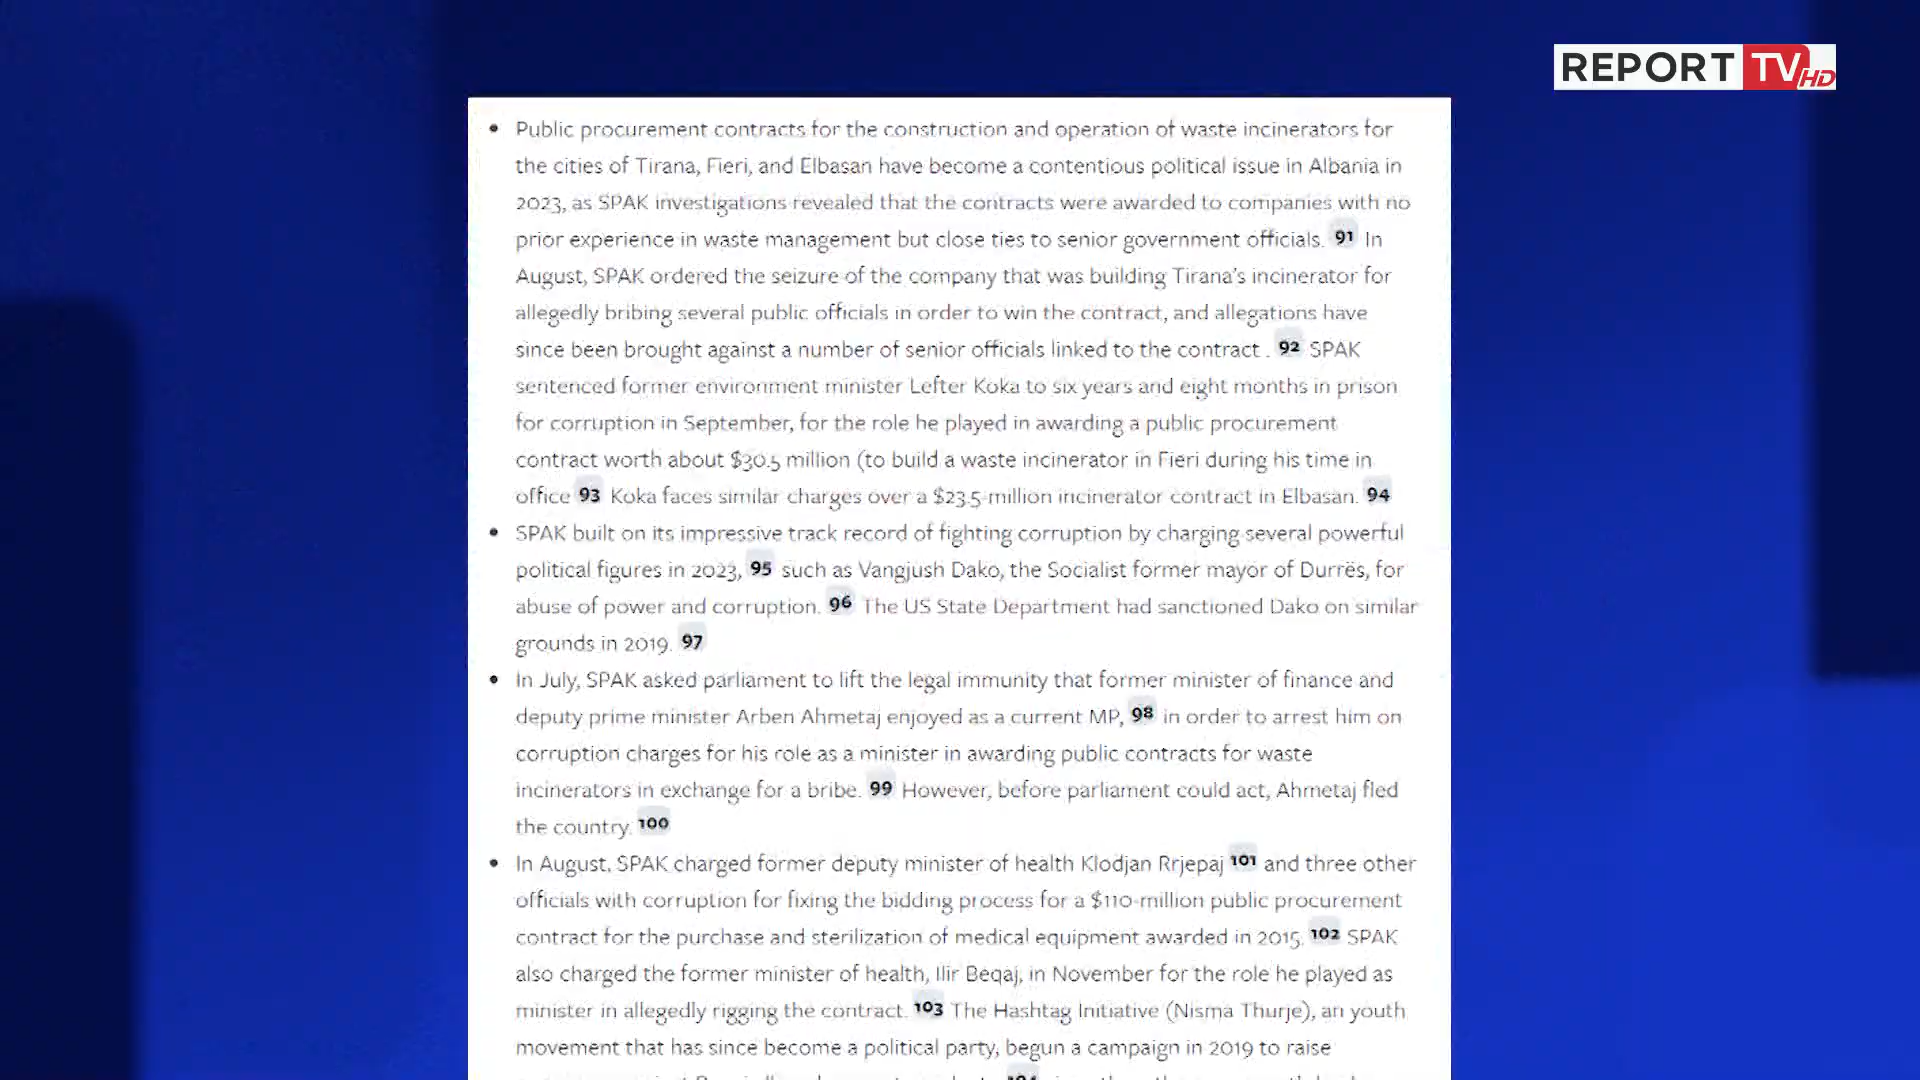 REPORT TV HD
• Public procurement contracts for the construction and operation of waste incinerators for
the cities of Tirana, Fieri, and Elbasan have become a contentious political issue in Albania in
2023, as SPAK investigations revealed that the contracts were awarded to companies with no
prior experience in waste management but close ties to senior government officials. 91 In
August, SPAK ordered the seizure of the company that was building Tirana’s incinerator for
allegedly bribing several public officials in order to win the contract, and allegations have
since been brought against a number of senior officials linked to the contract . 92 SPAK
sentenced former environment minister Lefter Koka to six years and eight months in prison
for corruption in September, for the role he played in awarding a public procurement
contract worth about $30.5 million (to build a waste incinerator in Fieri during his time in
office 93 Koka faces similar charges over a $23.5-million incinerator contract in Elbasan. 94
• SPAK built on its impressive track record of fighting corruption by charging several powerful
political figures in 2023, 95 such as Vangjush Dako, the Socialist former mayor of Durrës, for
abuse of power and corruption. 96 The US State Department had sanctioned Dako on similar
grounds in 2019. 97
• In July, SPAK asked parliament to lift the legal immunity that former minister of finance and
deputy prime minister Arben Ahmetaj enjoyed as a current MP, 98 in order to arrest him on
corruption charges for his role as a minister in awarding public contracts for waste
incinerators in exchange for a bribe. 99 However, before parliament could act, Ahmetaj fled
the country. 100
• In August, SPAK charged former deputy minister of health Klodjan Rrjepaj 101 and three other
officials with corruption for fixing the bidding process for a $110-million public procurement
contract for the purchase and sterilization of medical equipment awarded in 2015. 102 SPAK
also charged the former minister of health, Ilir Beqaj, in November for the role he played as
minister in allegedly rigging the contract. 103 The Hashtag Initiative (Nisma Thurje), an youth
movement that has since become a political party, begun a campaign in 2019 to raise